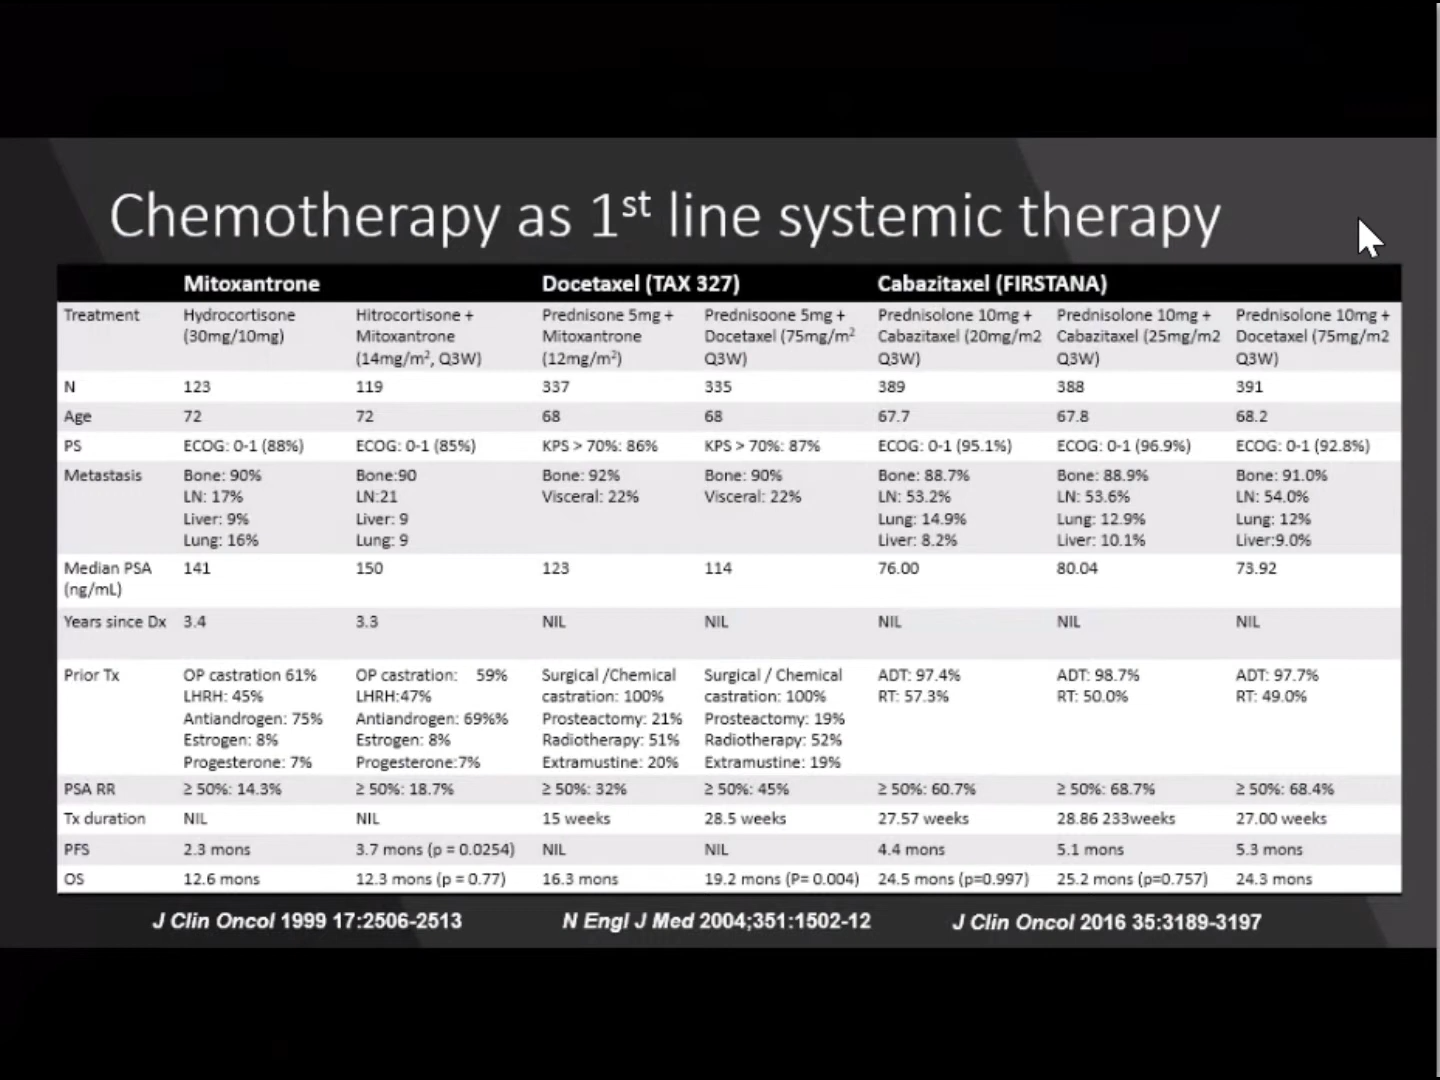 Chemotherapy as 1st line systemic therapy
Mitoxantrone Docetaxel (TAX 327) Cabazitaxel (FIRSTANA)
Treatment Hydrocortisone Hitrocortisone + Prednisone 5mg + Prednisoone 5mg + Prednisolone 10mg + Prednisolone 10mg + Prednisolone 10mg +
(30mg/10mg) Mitoxantrone Mitoxantrone Docetaxel (75mg/m² Cabazitaxel (20mg/m2 Cabazitaxel (25mg/m2 Docetaxel (75mg/m2
(14mg/m², Q3W) (12mg/m²) Q3W) Q3W) Q3W) Q3W)
N 123 119 337 335 389 388 391
Age 72 72 68 68 67.7 67.8 68.2
PS ECOG: 0-1 (88%) ECOG: 0-1 (85%) KPS > 70%: 86% KPS > 70%: 87% ECOG: 0-1 (95.1%) ECOG: 0-1 (96.9%) ECOG: 0-1 (92.8%)
Metastasis Bone: 90% Bone:90 Bone: 92% Bone: 90% Bone: 88.7% Bone: 88.9% Bone: 91.0%
LN: 17% LN:21 Visceral: 22% Visceral: 22% LN: 53.2% LN: 53.6% LN: 54.0%
Liver: 9% Liver: 9 Lung: 14.9% Lung: 12.9% Lung: 12%
Lung: 16% Lung: 9 Liver: 8.2% Liver: 10.1% Liver:9.0%
Median PSA 141 150 123 114 76.00 80.04 73.92
(ng/mL)
Years since Dx 3.4 3.3 NIL NIL NIL NIL NIL
Prior Tx OP castration 61% OP castration: 59% Surgical /Chemical Surgical / Chemical ADT: 97.4% ADT: 98.7% ADT: 97.7%
LHRH: 45% LHRH:47% castration: 100% castration: 100% RT: 57.3% RT: 50.0% RT: 49.0%
Antiandrogen: 75% Antiandrogen: 69%% Prosteactomy: 21% Prosteactomy: 19%
Estrogen: 8% Estrogen: 8% Radiotherapy: 51% Radiotherapy: 52%
Progesterone: 7% Progesterone:7% Extramustine: 20% Extramustine: 19%
PSA RR ≥ 50%: 14.3% ≥ 50%: 18.7% ≥ 50%: 32% ≥ 50%: 45% ≥ 50%: 60.7% ≥ 50%: 68.7% ≥ 50%: 68.4%
Tx duration NIL NIL 15 weeks 28.5 weeks 27.57 weeks 28.86 233weeks 27.00 weeks
PFS 2.3 mons 3.7 mons (p = 0.0254) NIL NIL 4.4 mons 5.1 mons 5.3 mons
OS 12.6 mons 12.3 mons (p = 0.77) 16.3 mons 19.2 mons (P= 0.004) 24.5 mons (p=0.997) 25.2 mons (p=0.757) 24.3 mons
J Clin Oncol 1999 17:2506-2513 N Engl J Med 2004;351:1502-12 J Clin Oncol 2016 35:3189-3197